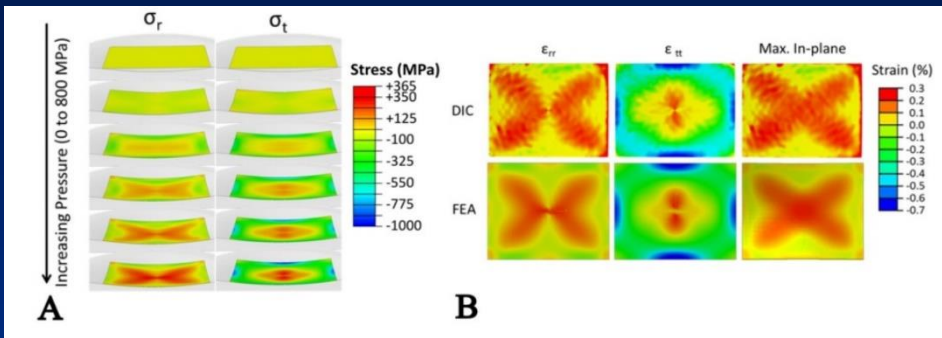 σr
σt
Increasing Pressure (0 to 800 MPa)
Stress (MPa)
+365
+350
+125
-100
-325
-550
-775
-1000
A
εrr
ε tt
Max. In-plane
DIC
FEA
Strain (%)
0.3
0.2
0.1
0.0
-0.1
-0.2
-0.3
-0.4
-0.5
-0.6
-0.7
B